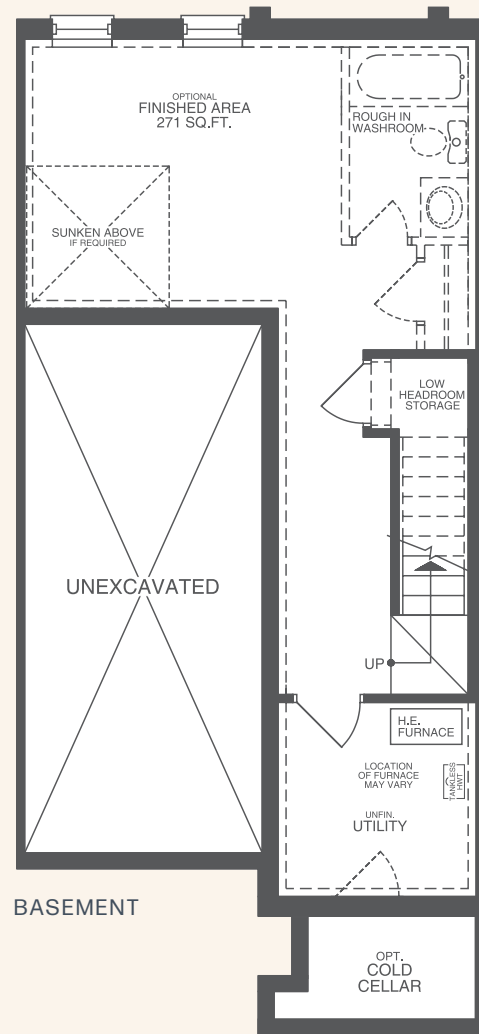 OPTIONAL
FINISHED AREA
271 SQ.FT.
ROUGH IN
WASHROOM
SUNKEN ABOVE
IF REQUIRED
LOW
HEADROOM
STORAGE
UNEXCAVATED
UP
H.E.
FURNACE
LOCATION
OF FURNACE
MAY VARY
TANKLESS
HWT
UNFIN.
UTILITY
BASEMENT
OPT.
COLD
CELLAR